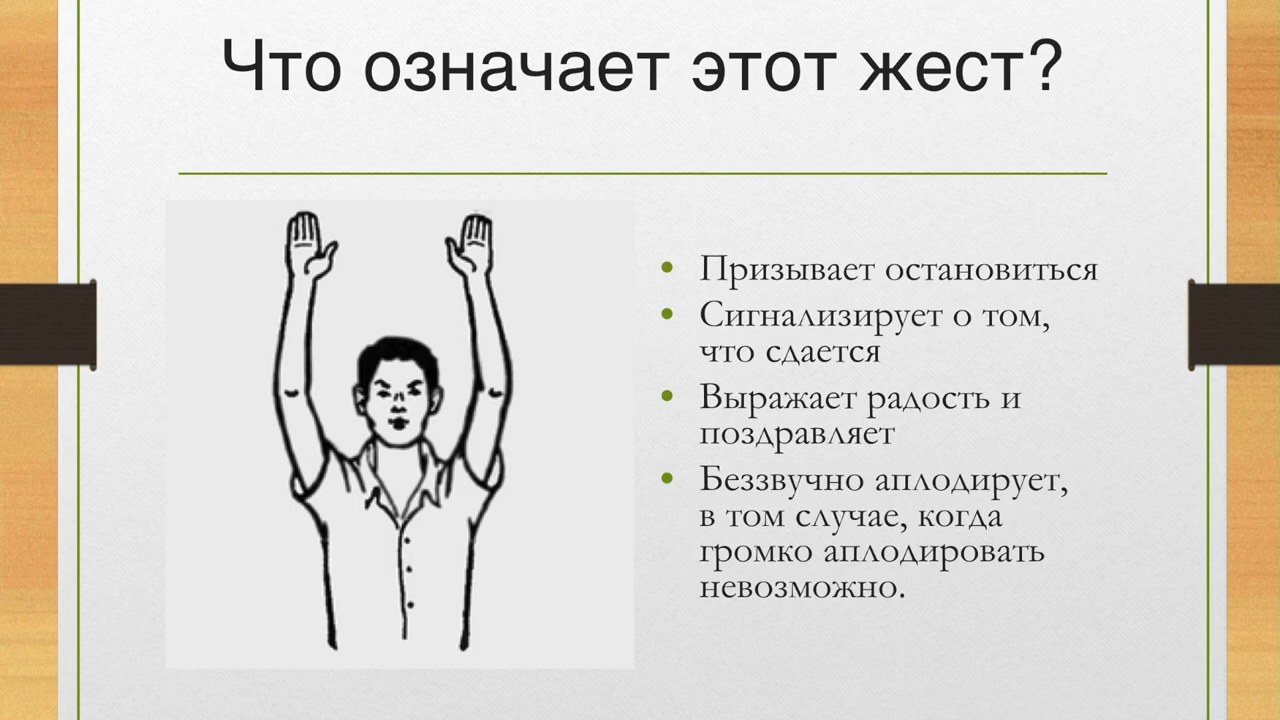 Что означает этот жест?
• Призывает остановиться
• Сигнализирует о том,
что сдается
• Выражает радость и
поздравляет
• Беззвучно аплодирует,
в том случае, когда
громко аплодировать
невозможно.